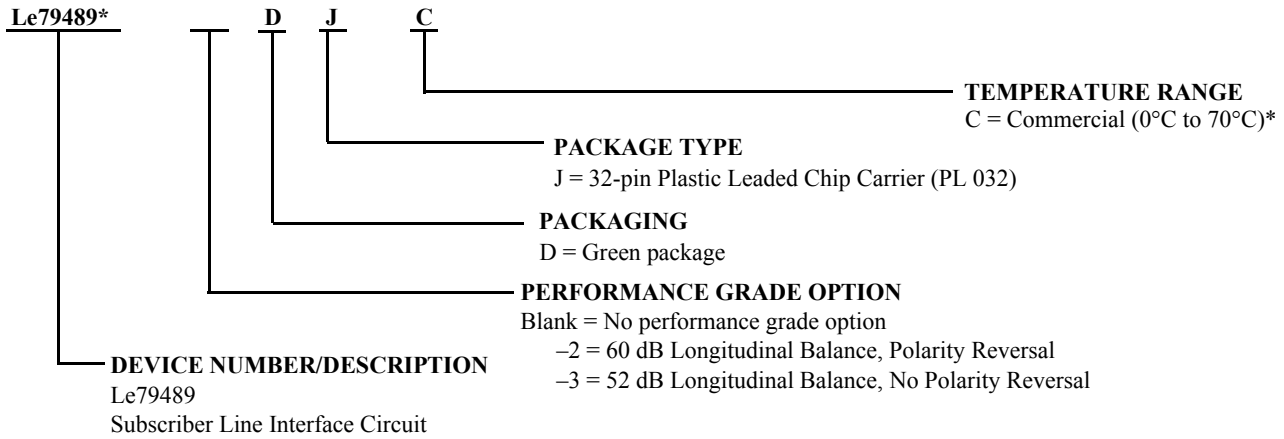 Le79489* D J C
TEMPERATURE RANGE
C = Commercial (0°C to 70°C)*
PACKAGE TYPE
J = 32-pin Plastic Leaded Chip Carrier (PL 032)
PACKAGING
D = Green package
PERFORMANCE GRADE OPTION
Blank = No performance grade option
–2 = 60 dB Longitudinal Balance, Polarity Reversal
–3 = 52 dB Longitudinal Balance, No Polarity Reversal
DEVICE NUMBER/DESCRIPTION
Le79489
Subscriber Line Interface Circuit